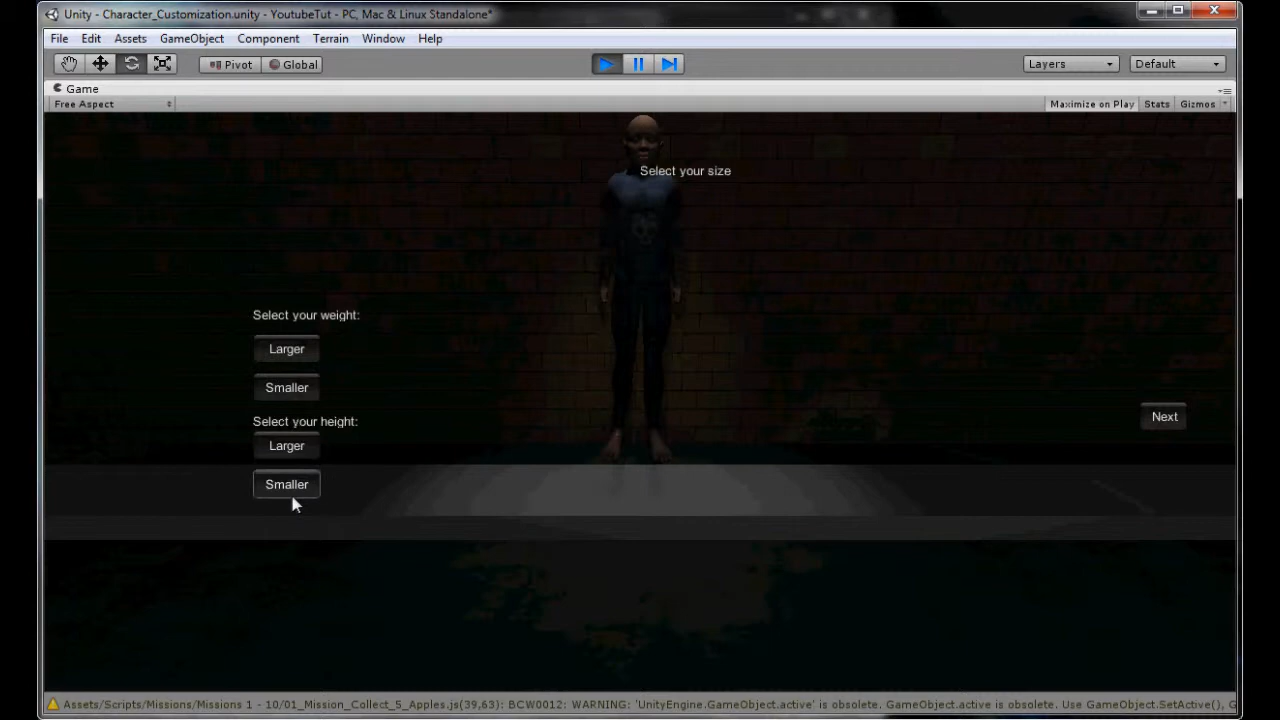 Unity - Character_Customization.unity - YoutubeTut - PC, Mac & Linux Standalone*
File Edit Assets GameObject Component Terrain Window Help
Pivot Global Layers Default
Game
Free Aspect Maximize on Play Stats Gizmos
Select your size
Select your weight:
Larger
Smaller
Select your height:
Larger
Next
Smaller
Assets/Scripts/Missions/Missions 1 - 10/01_Mission_Collect_5_Apples.js(39,63): BCW0012: WARNING: 'UnityEngine.GameObject.active' is obsolete. GameObject.active is obsolete. Use GameObject.SetActive(), G